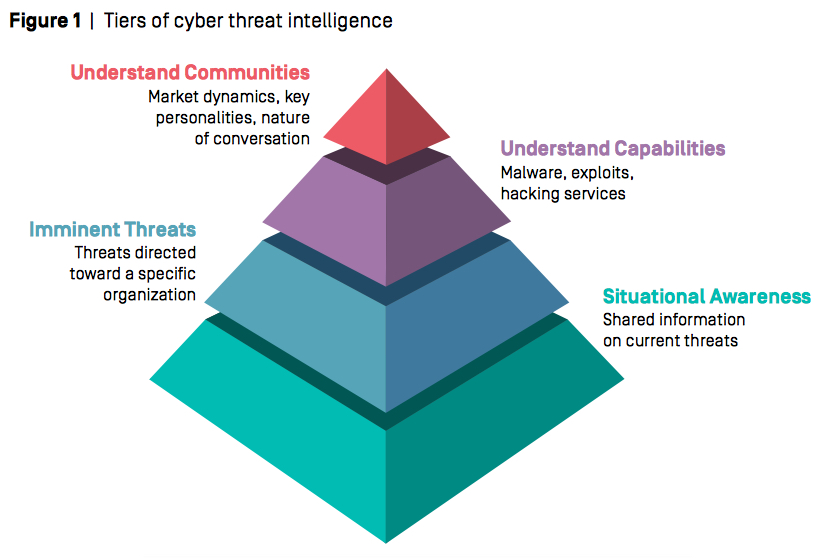 Figure 1 | Tiers of cyber threat intelligence
Understand Communities
Market dynamics, key
personalities, nature
of conversation
Understand Capabilities
Malware, exploits,
hacking services
Imminent Threats
Threats directed
toward a specific
organization
Situational Awareness
Shared information
on current threats